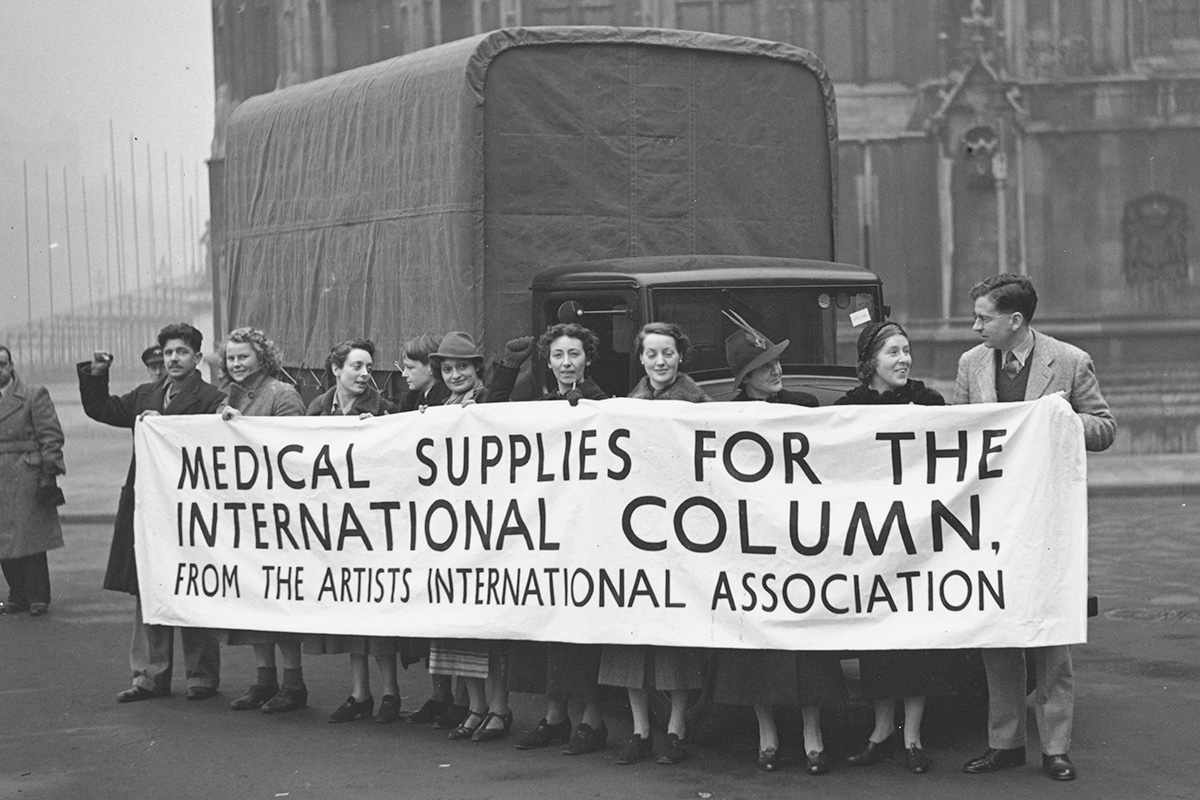 MEDICAL SUPPLIES FOR THE
INTERNATIONAL COLUMN,
FROM THE ARTISTS INTERNATIONAL ASSOCIATION